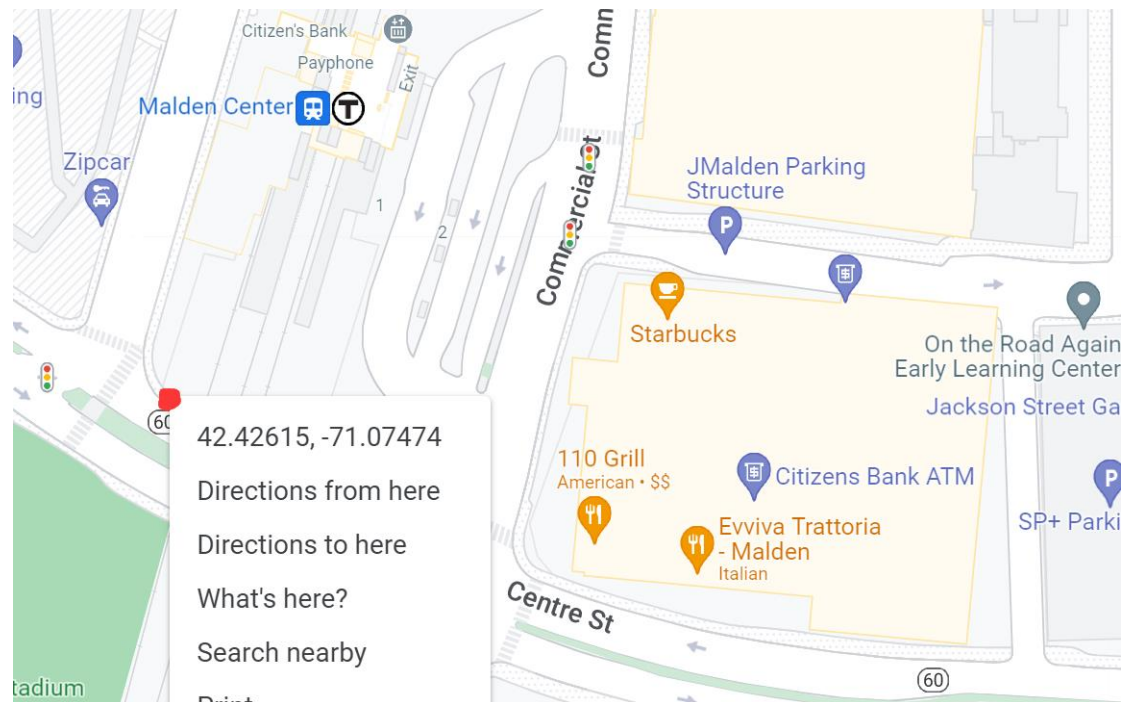 Citizen's Bank
Payphone
Exit
Comm
ing
Malden Center
T
Zipcar
1
2
Commercial St
JMalden Parking
Structure
P
Starbucks
On the Road Again
Early Learning Center
Jackson Street Ga
60
42.42615, -71.07474
Directions from here
Directions to here
What's here?
Search nearby
Print
110 Grill
American • $$
Citizens Bank ATM
P
SP+ Parki
Evviva Trattoria
- Malden
Italian
Centre St
60
tadium